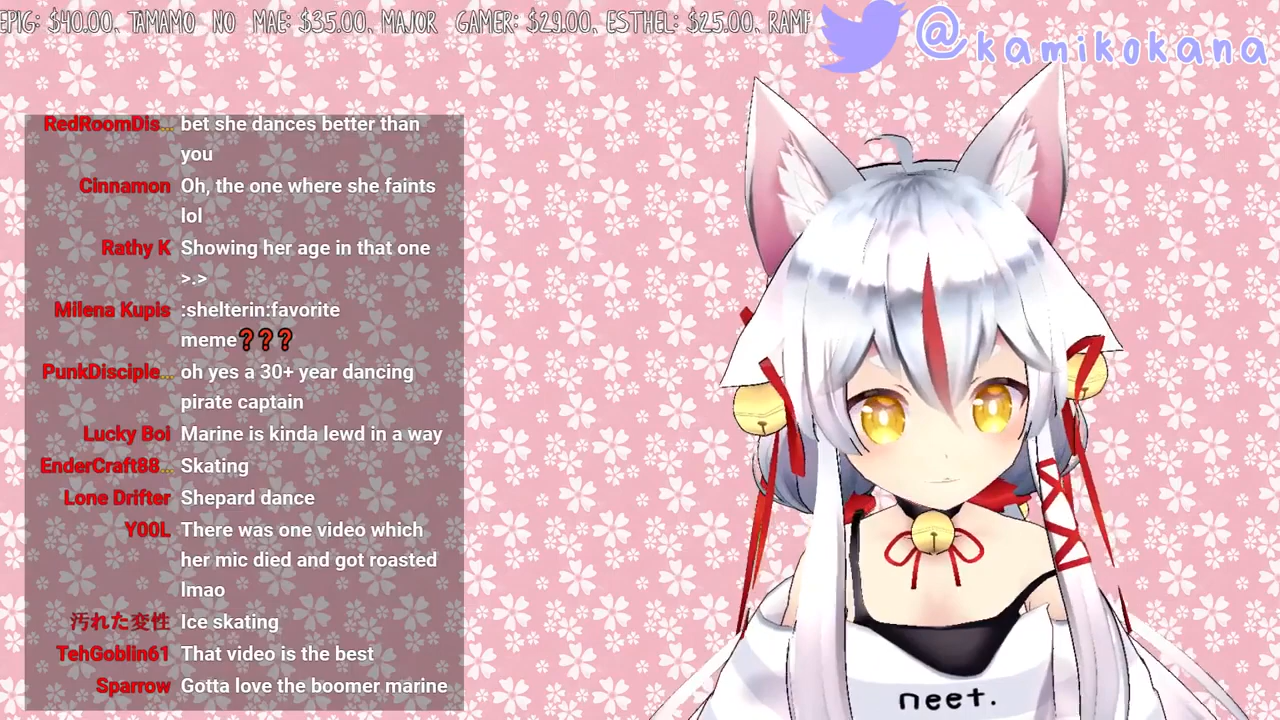 EPIG: $40.00, TAMAMO NO MAE: $35.00, MAJOR GAMER: $29.00, ESTHEL: $25.00, RAMP
@kamikokana
RedRoomDis… bet she dances better than
you
Cinnamon Oh, the one where she faints
lol
Rathy K Showing her age in that one
>.>
Milena Kupis :shelterin:favorite
meme❓❓❓
PunkDisciple… oh yes a 30+ year dancing
pirate captain
Lucky Boi Marine is kinda lewd in a way
EnderCraft88… Skating
Lone Drifter Shepard dance
Y00L There was one video which
her mic died and got roasted
lmao
汚れた変性 Ice skating
TehGoblin61 That video is the best
Sparrow Gotta love the boomer marine
neet.